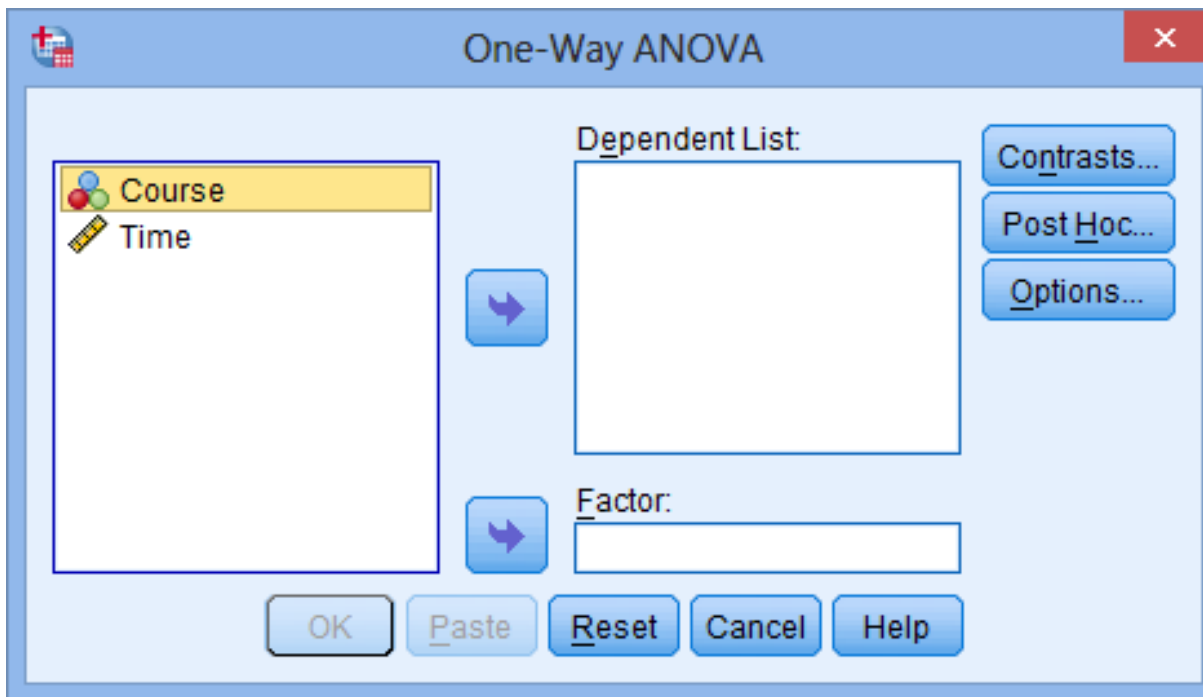 One-Way ANOVA
Course
Time
Dependent List:
Factor:
Contrasts...
Post Hoc...
Options...
OK
Paste
Reset
Cancel
Help